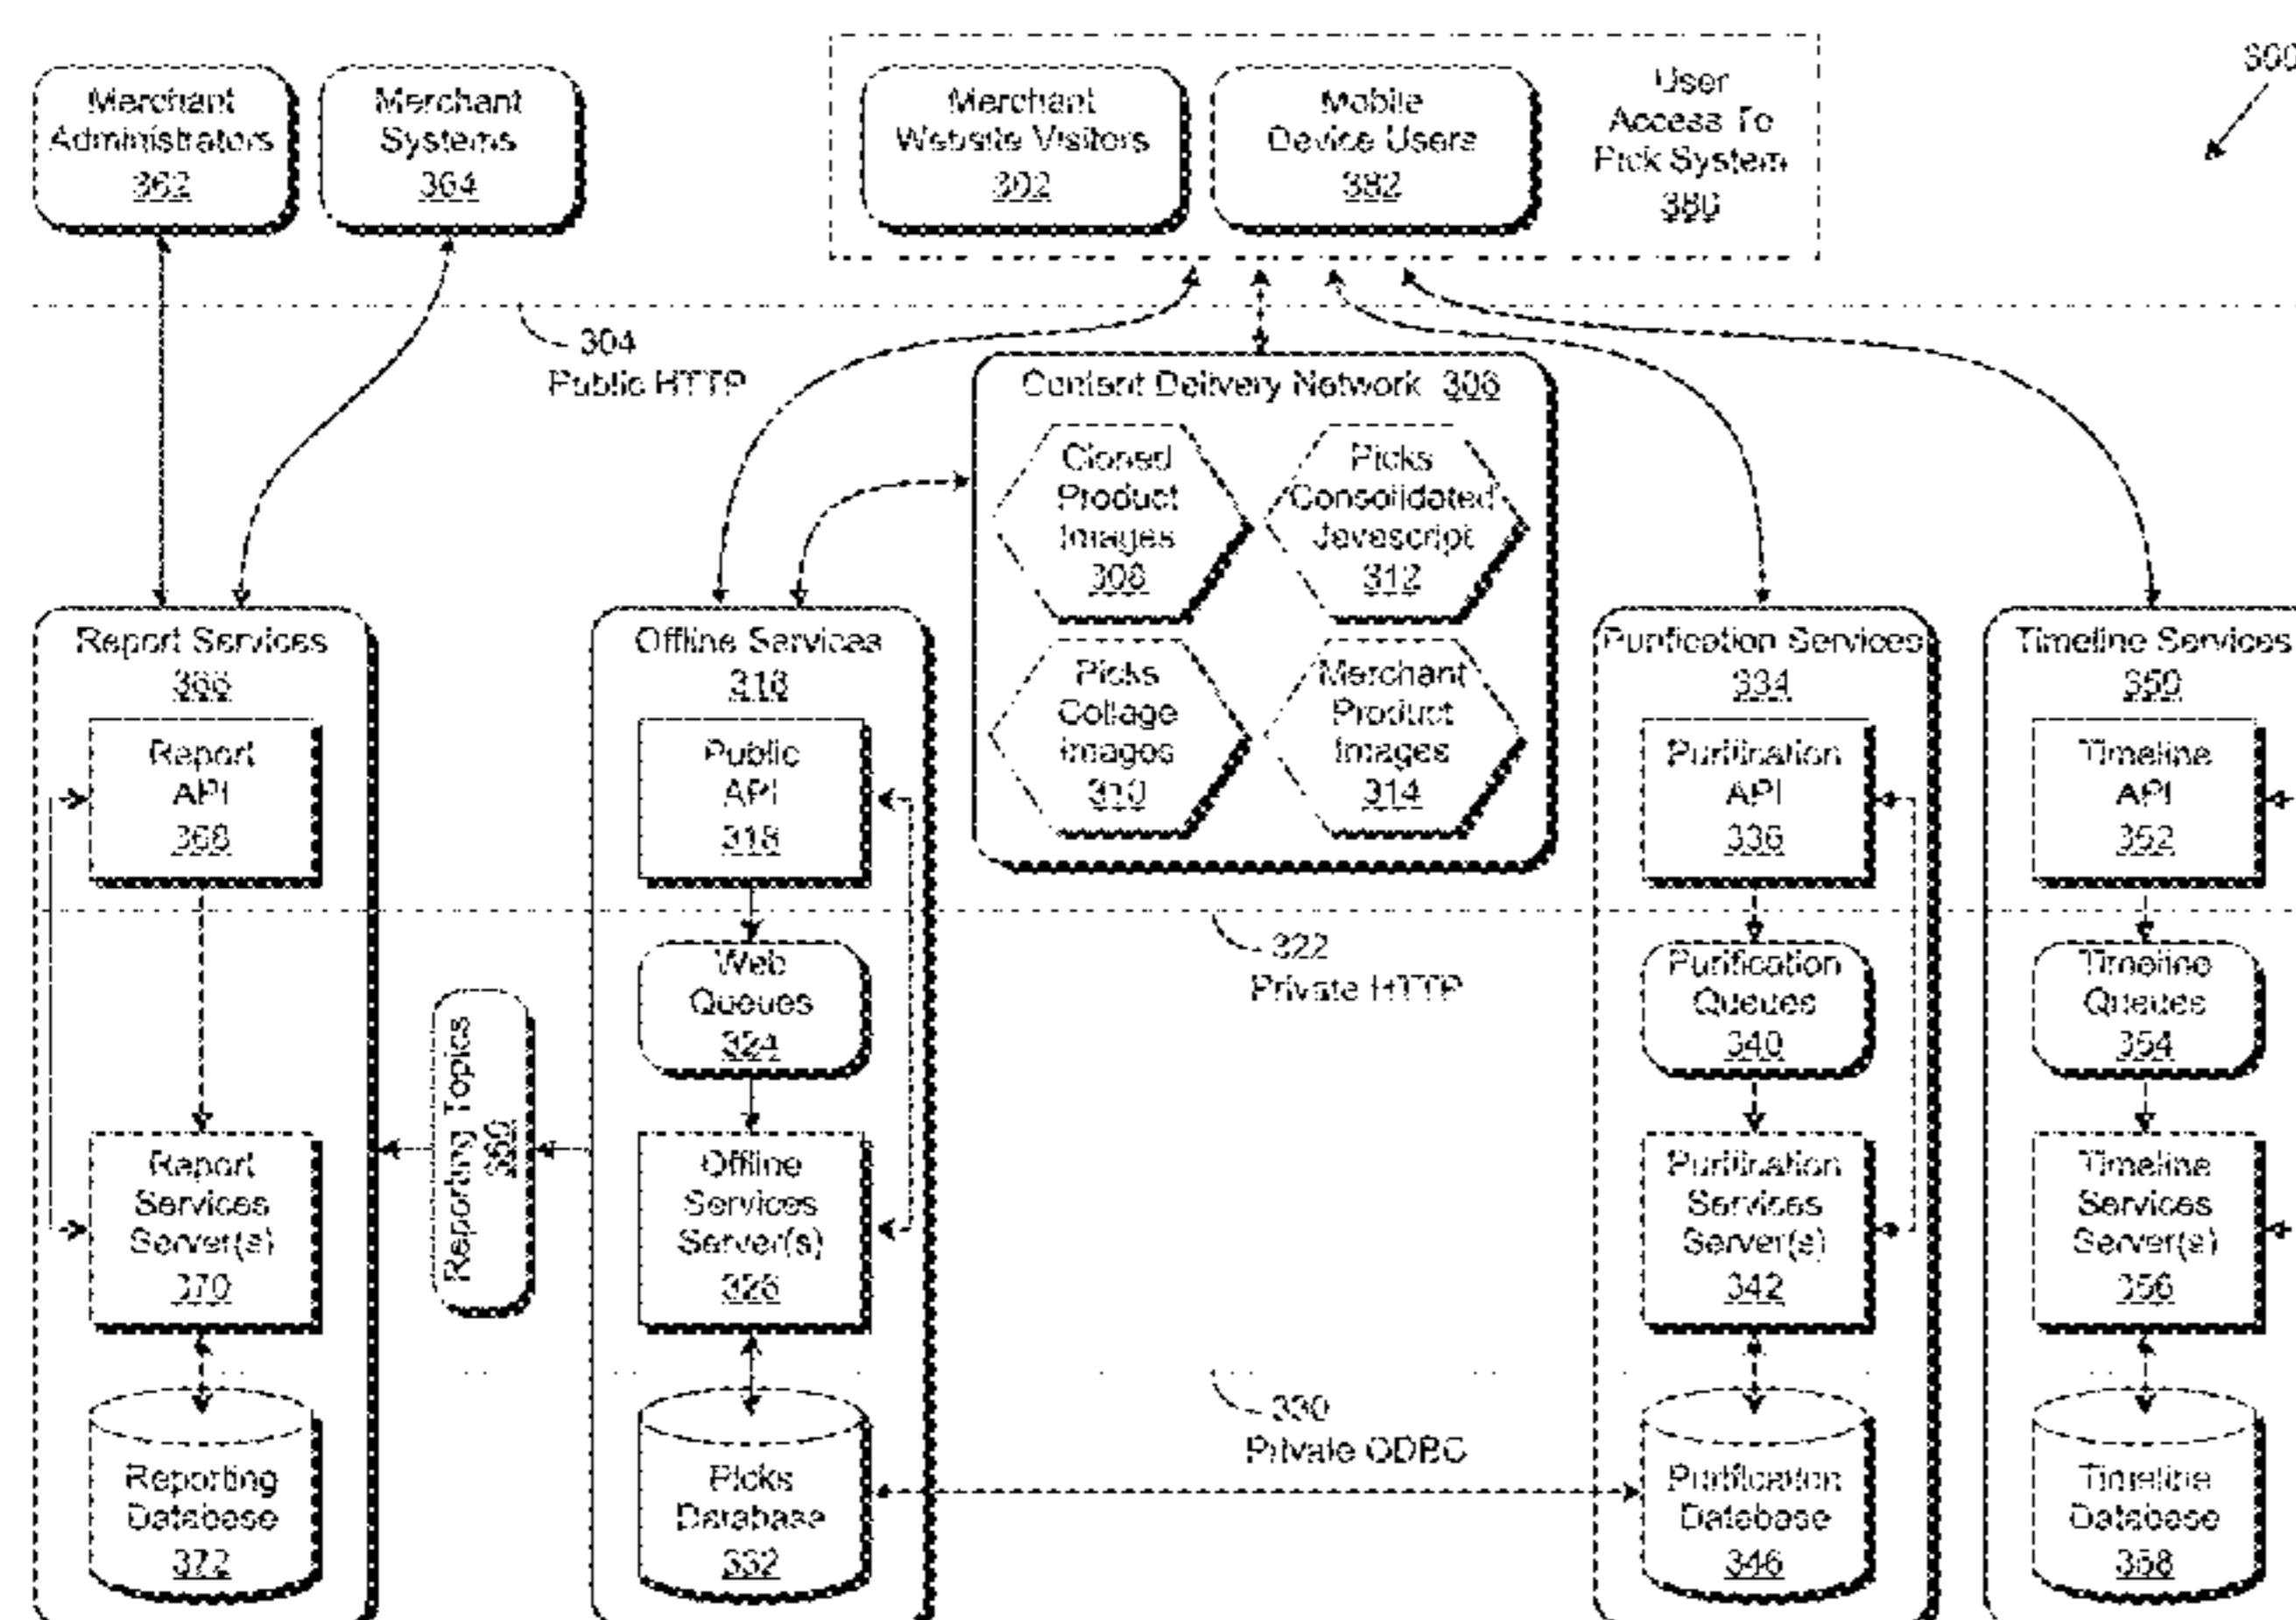 Merchant
Administrators
362
Merchant
Systems
364
Merchant
Website Visitors
302
Mobile
Device Users
382
User
Access To
Pick System
380
300
304
Public HTTP
Content Delivery Network 306
Cloned
Product
Images
308
Picks
Consolidated
Javascript
312
Picks
Collage
Images
310
Merchant
Product
Images
314
Report Services
366
Report
API
368
Report
Services
Server(s)
370
Reporting
Database
372
Reporting Topics
360
Offline Services
316
Public
API
318
Web
Queues
324
Offline
Services
Server(s)
326
Picks
Database
332
322
Private HTTP
330
Private ODBC
Purification Services
334
Purification
API
336
Purification
Queues
340
Purification
Services
Server(s)
342
Purification
Database
346
Timeline Services
350
Timeline
API
352
Timeline
Queues
354
Timeline
Services
Server(s)
356
Timeline
Database
358